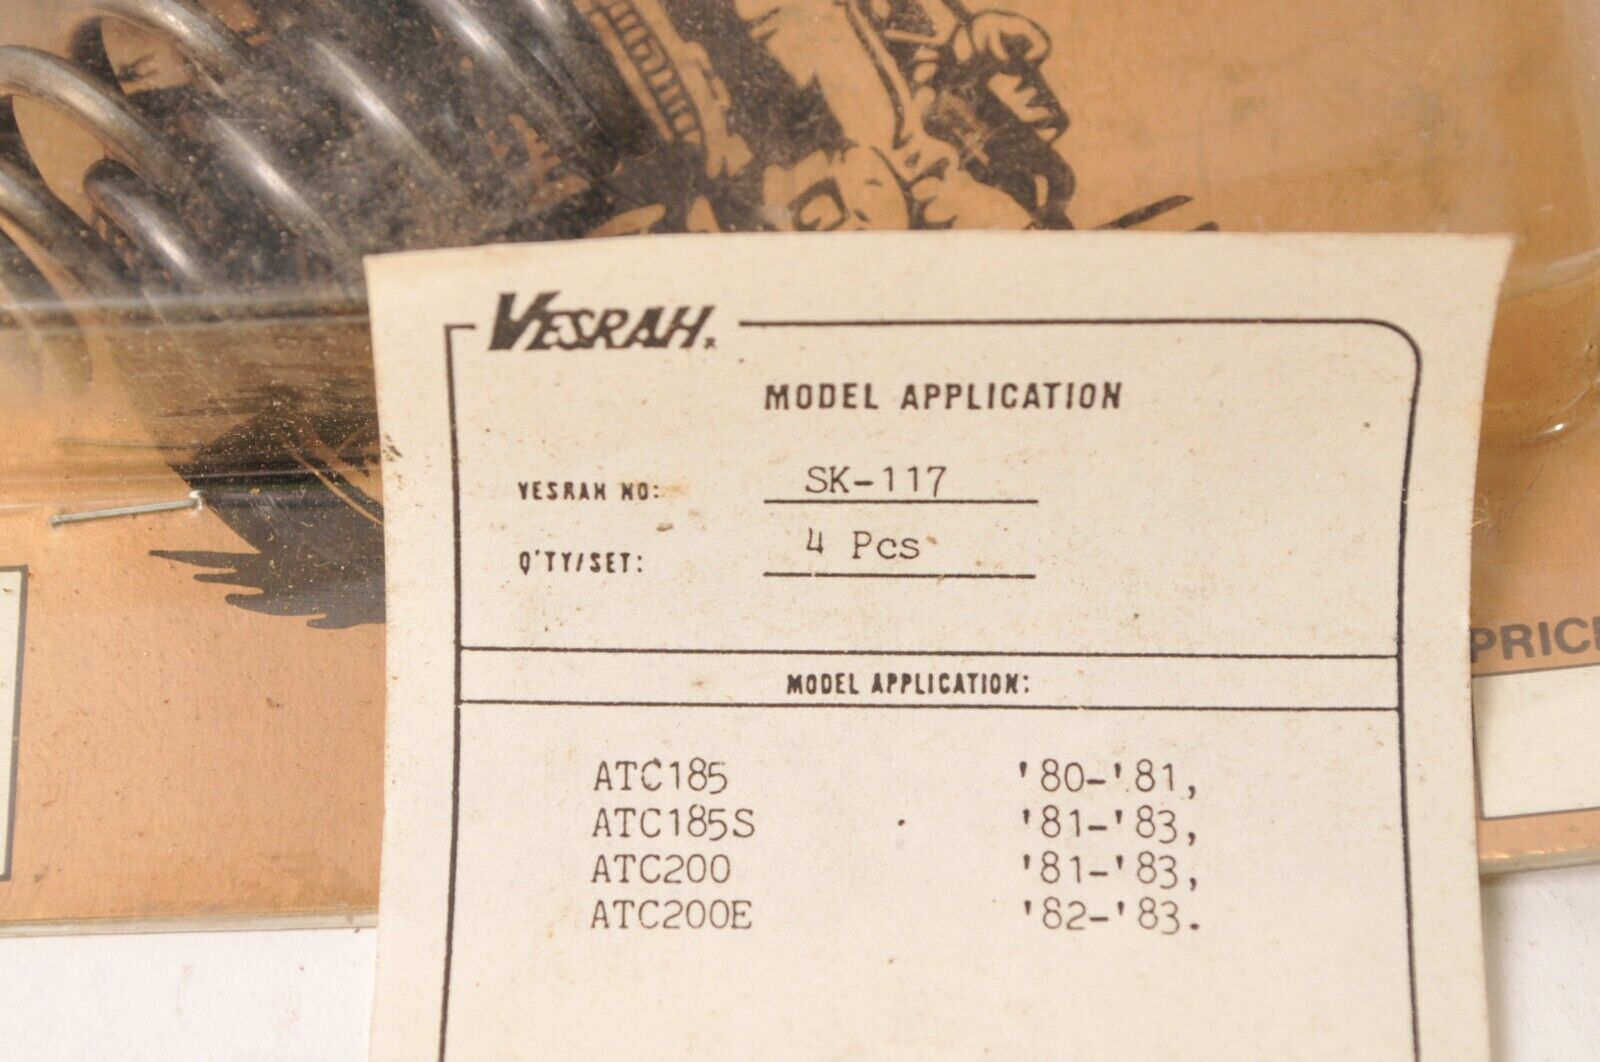 VESRAH
MODEL APPLICATION
VESRAH NO: SK-117
Q'TY/SET: 4 Pcs
MODEL APPLICATION:
ATC185 '80-'81,
ATC185S '81-'83,
ATC200 '81-'83,
ATC200E '82-'83.